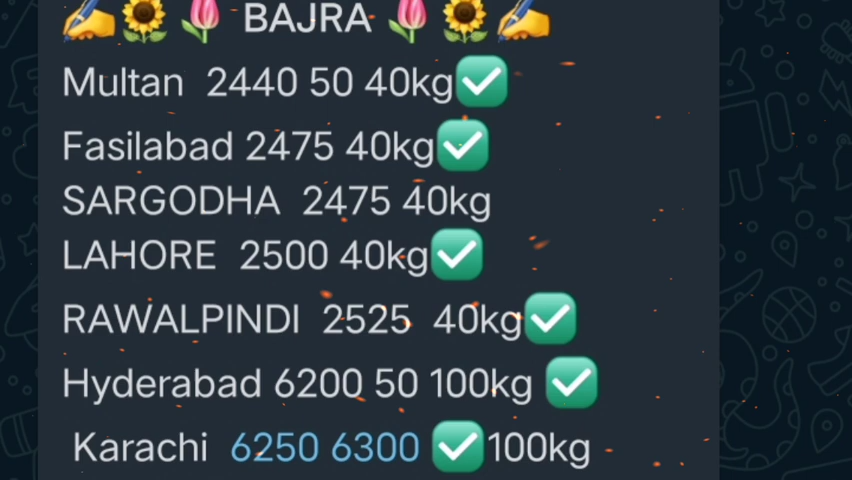 ✍️🌻🌷 BAJRA 🌷🌻✍️
Multan 2440 50 40kg✅
Fasilabad 2475 40kg✅
SARGODHA 2475 40kg
LAHORE 2500 40kg✅
RAWALPINDI 2525 40kg✅
Hyderabad 6200 50 100kg ✅
Karachi 6250 6300 ✅100kg